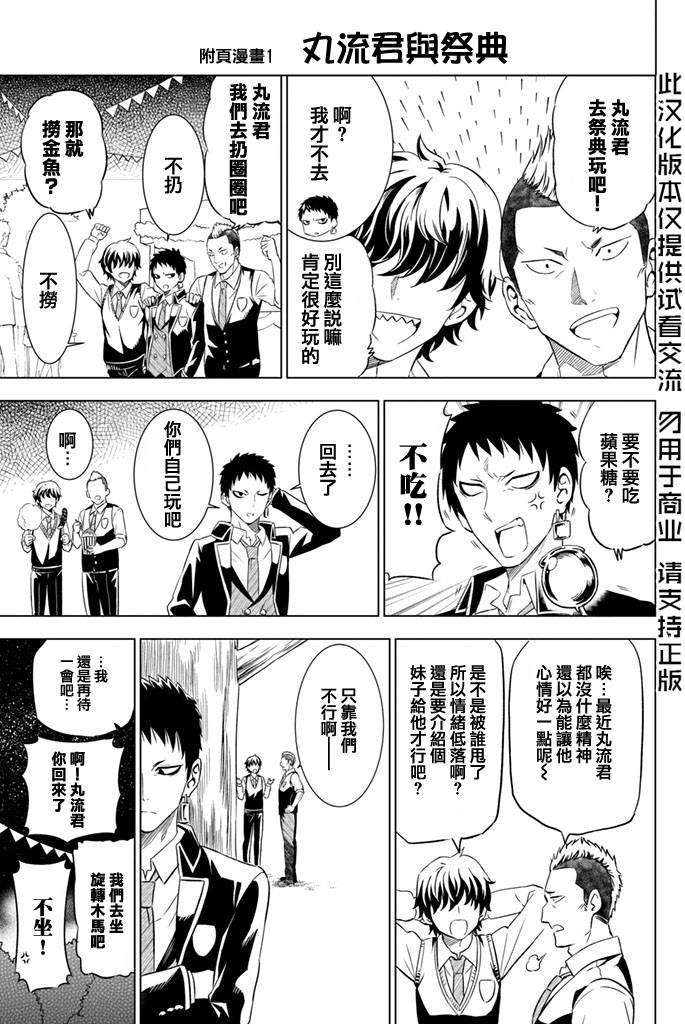 附頁漫畫1
丸流君與祭典
丸流君
去祭典玩吧!
啊?
我才不去
別這麼說嘛
肯定很好玩的
丸流君
我們去扔圈圈吧
不扔
那就
撈金魚?
不撈
要不要吃
蘋果糖?
不吃!!
……
回去了
你們自己玩吧
啊…
唉…最近丸流君
都沒什麼精神
還以為能讓他
心情好一點呢~
是不是被誰甩了
所以情緒低落啊?
還是要介紹個
妹子給他才行吧?
只靠我們
不行啊——
…我
還是再待
一會吧…
啊!丸流君
你回來了
我們去坐
旋轉木馬吧
不坐!
此汉化版本仅提供试看交流 勿用于商业 请支持正版